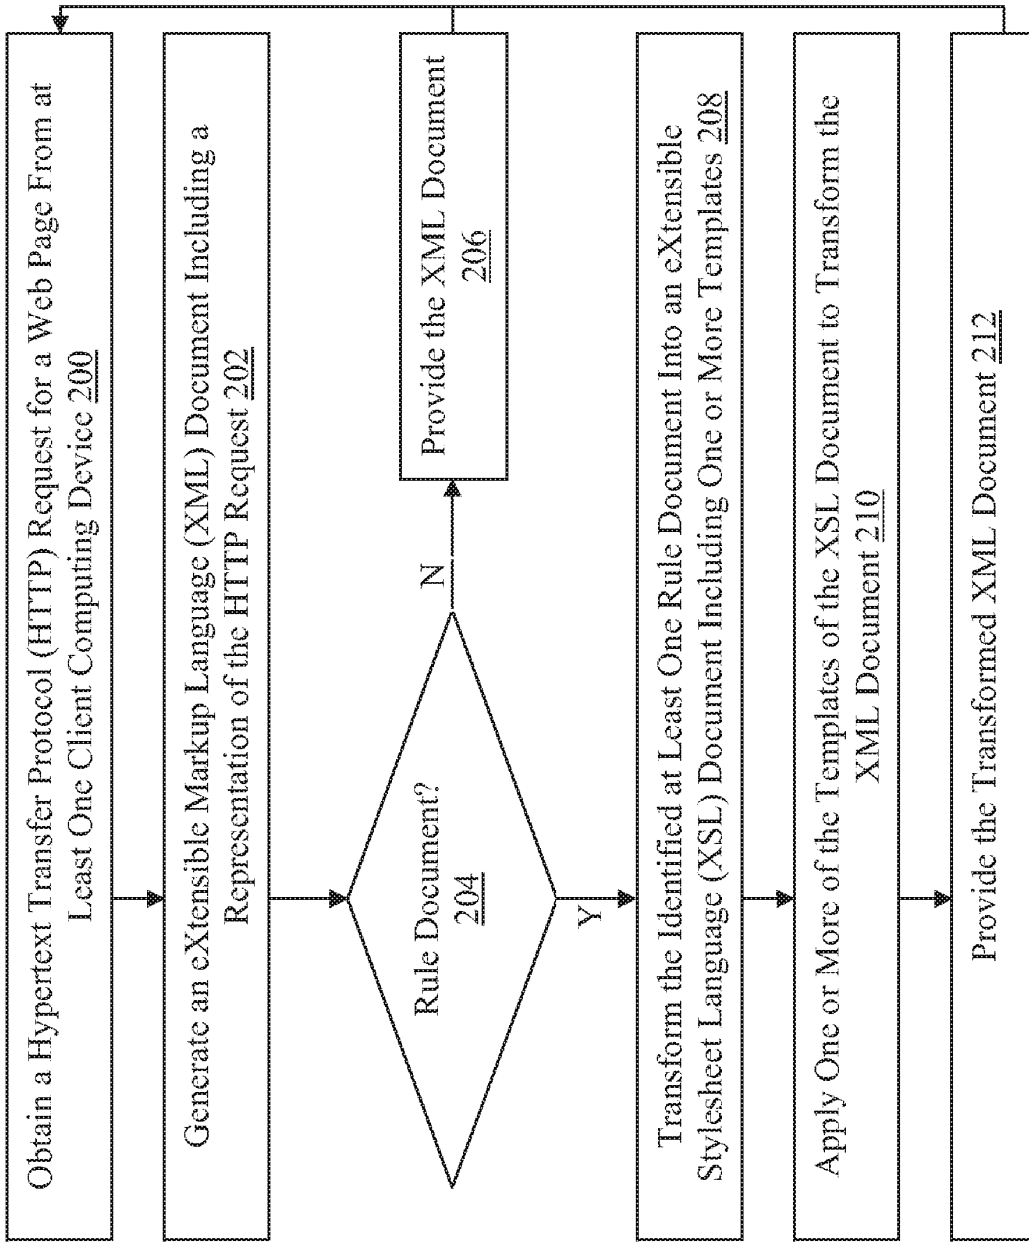 Obtain a Hypertext Transfer Protocol (HTTP) Request for a Web Page From at
Least One Client Computing Device 200
Generate an eXtensible Markup Language (XML) Document Including a
Representation of the HTTP Request 202
Rule Document?
204
N
Provide the XML Document
206
Y
Transform the Identified at Least One Rule Document Into an eXtensible
Stylesheet Language (XSL) Document Including One or More Templates 208
Apply One or More of the Templates of the XSL Document to Transform the
XML Document 210
Provide the Transformed XML Document 212